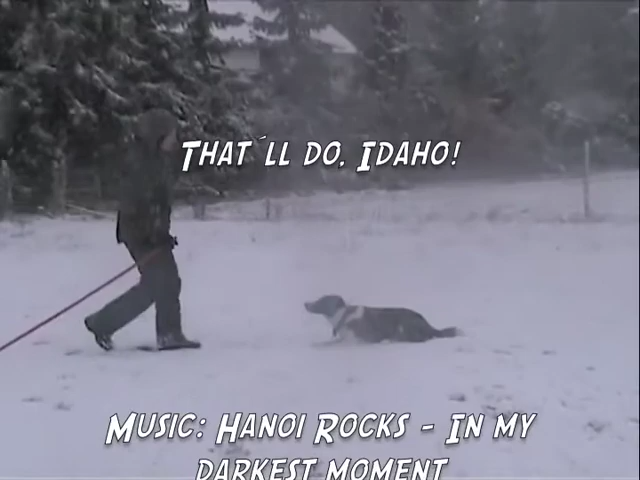 That´ll do, Idaho!
Music: Hanoi Rocks - In my
darkest moment